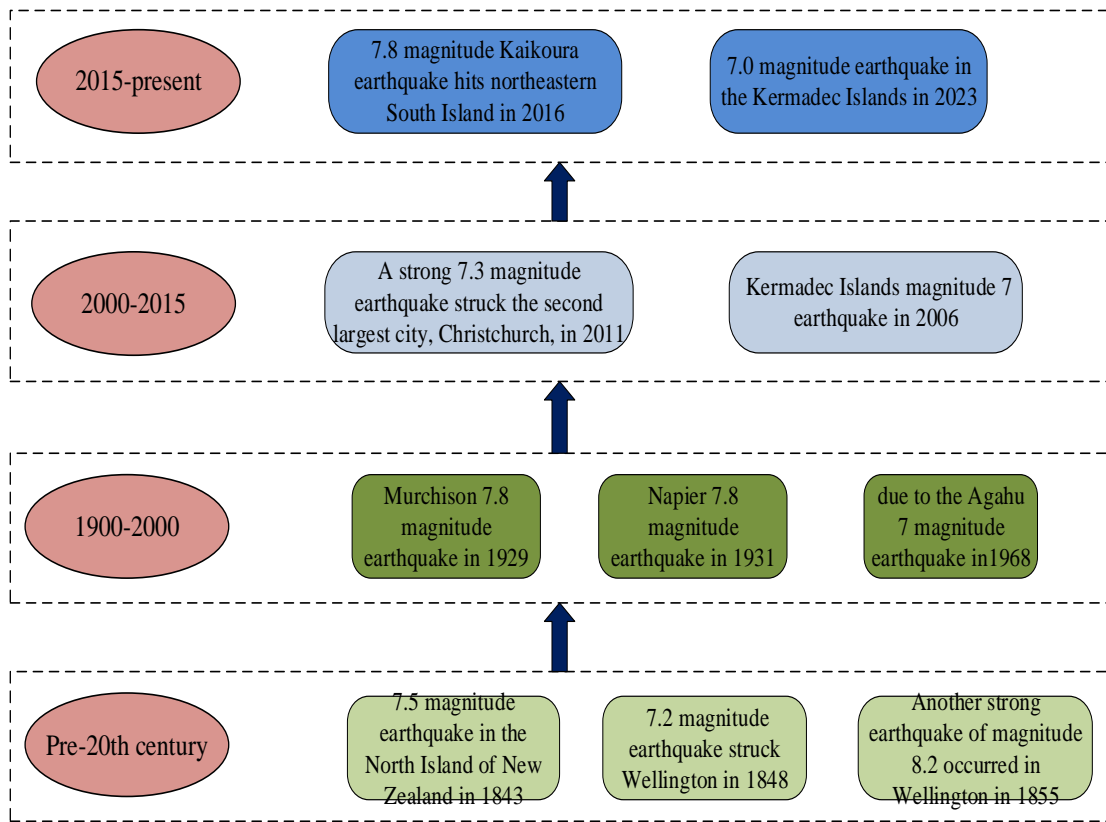 2015-present
7.8 magnitude Kaikoura
earthquake hits northeastern
South Island in 2016
7.0 magnitude earthquake in
the Kermadec Islands in 2023
2000-2015
A strong 7.3 magnitude
earthquake struck the second
largest city, Christchurch, in 2011
Kermadec Islands magnitude 7
earthquake in 2006
1900-2000
Murchison 7.8
magnitude
earthquake in 1929
Napier 7.8
magnitude
earthquake in 1931
due to the Agahu
7 magnitude
earthquake in1968
Pre-20th century
7.5 magnitude
earthquake in the
North Island of New
Zealand in 1843
7.2 magnitude
earthquake struck
Wellington in 1848
Another strong
earthquake of magnitude
8.2 occurred in
Wellington in 1855